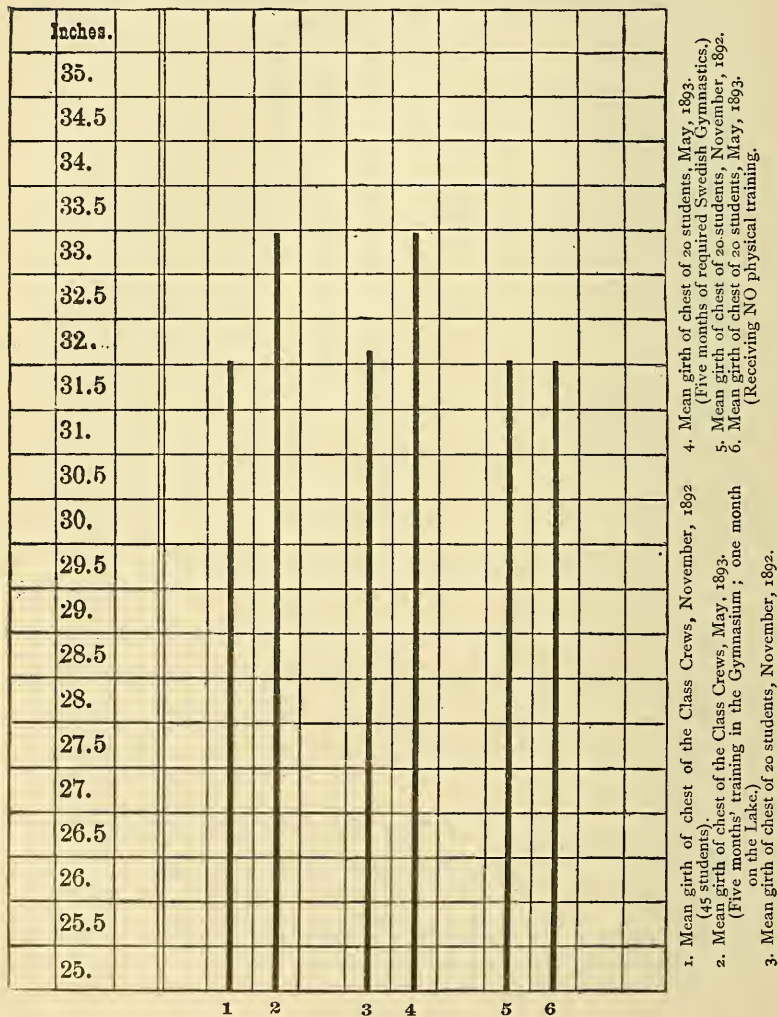 Inches.
35.
34.5
34.
33.5
33.
32.5
32.
31.5
31.
30.5
30.
29.5
29.
28.5
28.
27.5
27.
26.5
26.
25.5
25.
1 2 3 4 5 6
1. Mean girth of chest of the Class Crews, November, 1892
(45 students).
2. Mean girth of chest of the Class Crews, May, 1893.
(Five months' training in the Gymnasium; one month
on the Lake.)
3. Mean girth of chest of 20 students, November, 1892.
4. Mean girth of chest of 20 students, May, 1893.
(Five months of required Swedish Gymnastics.)
5. Mean girth of chest of 20 students, November, 1892.
6. Mean girth of chest of 20 students, May, 1893.
(Receiving NO physical training.